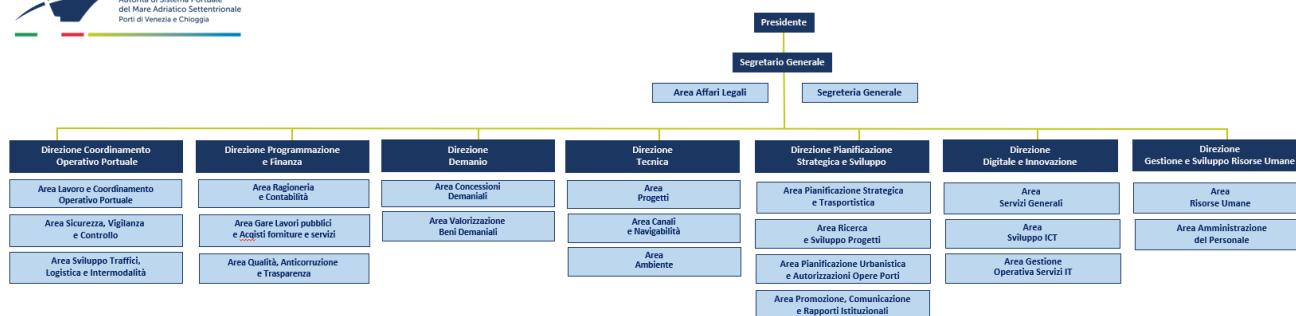 Autorità di Sistema Portuale
del Mare Adriatico Settentrionale
Porti di Venezia e Chioggia
Presidente
Segretario Generale
Area Affari Legali
Segreteria Generale
Direzione Coordinamento
Operativo Portuale
Area Lavoro e Coordinamento
Operativo Portuale
Area Sicurezza, Vigilanza
e Controllo
Area Sviluppo Traffici,
Logistica e Intermodalità
Direzione Programmazione
e Finanza
Area Ragioneria
e Contabilità
Area Gare Lavori pubblici
e Acqisti forniture e servizi
Area Qualità, Anticorruzione
e Trasparenza
Direzione
Demanio
Area Concessioni
Demaniali
Area Valorizzazione
Beni Demaniali
Direzione
Tecnica
Area
Progetti
Area Canali
e Navigabilità
Area
Ambiente
Direzione Pianificazione
Strategica e Sviluppo
Area Pianificazione Strategica
e Trasportistica
Area Ricerca
e Sviluppo Progetti
Area Pianificazione Urbanistica
e Autorizzazioni Opere Porti
Area Promozione, Comunicazione
e Rapporti Istituzionali
Direzione
Digitale e Innovazione
Area
Servizi Generali
Area
Sviluppo ICT
Area Gestione
Operativa Servizi IT
Direzione
Gestione e Sviluppo Risorse Umane
Area
Risorse Umane
Area Amministrazione
del Personale